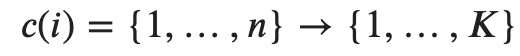 c(i) = {1, … , n} → {1, … , K}